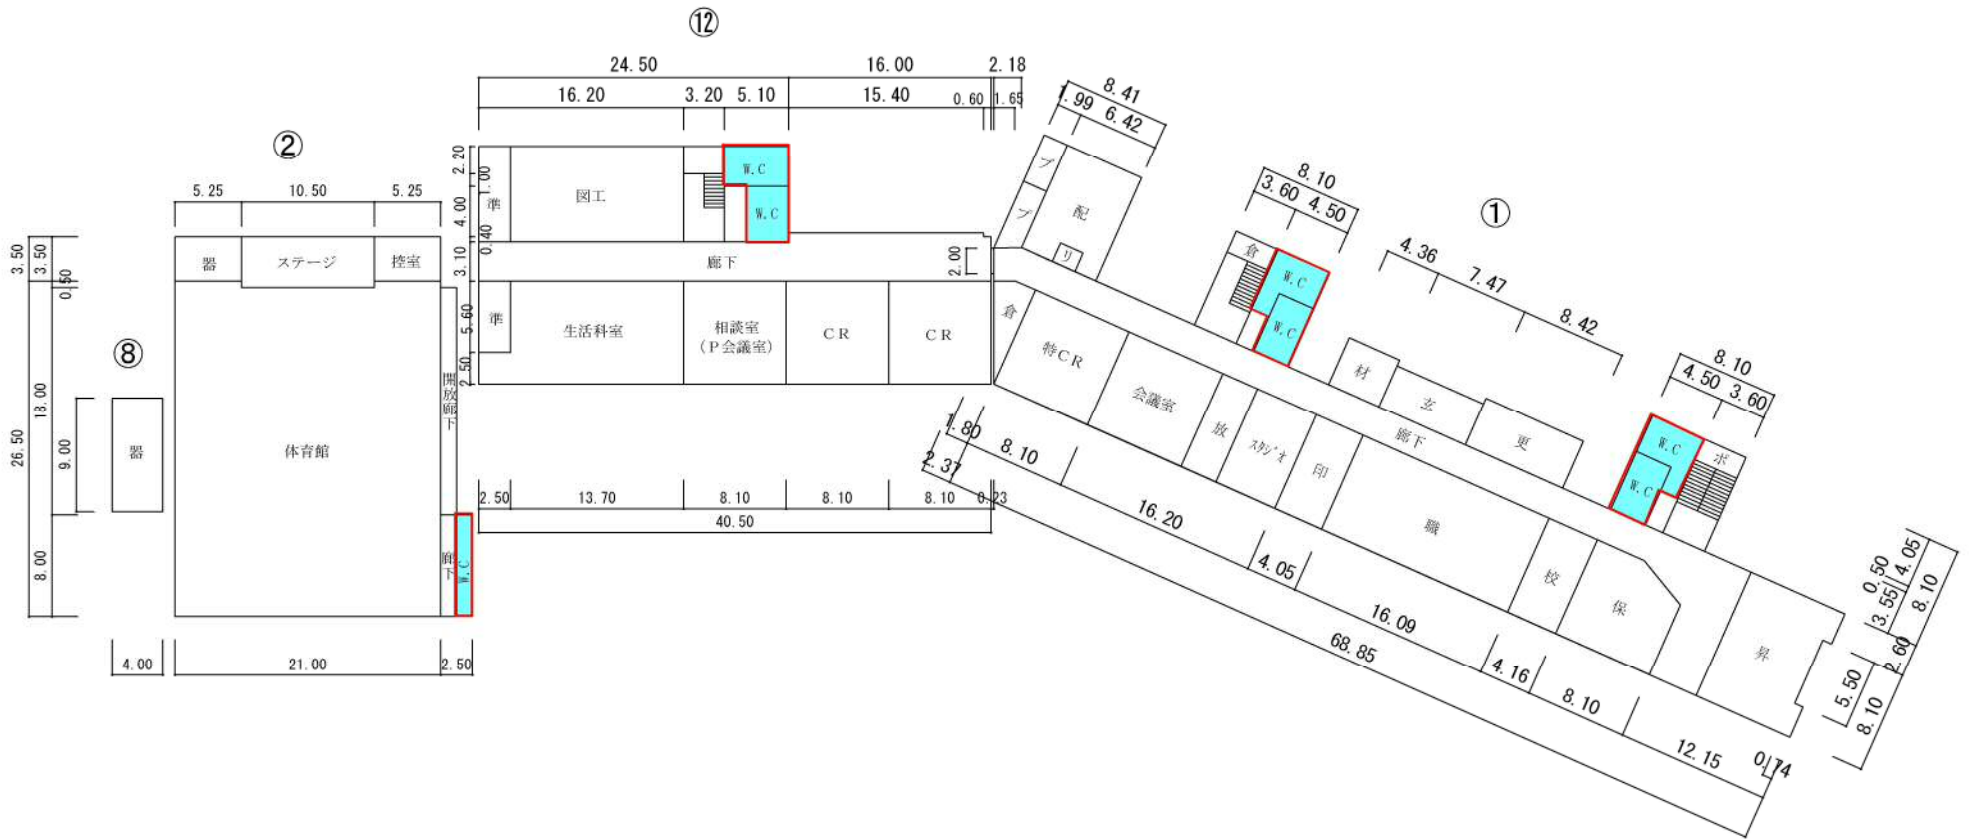 ⑫
24.50
16.00
2.18
16.20
3.20
5.10
15.40
0.60
1.65
8.41
1.99
6.42
②
5.25
10.50
5.25
2.20
1.00
4.00
0.40
3.10
準
図工
W.C
W.C
廊下
2.00
プ
プ
配
リ
8.10
3.60
4.50
①
倉
W.C
W.C
4.36
7.47
8.42
8.10
4.50
3.60
3.50
3.50
0.50
器
ステージ
控室
準
生活科室
相談室
(P会議室)
CR
CR
5.60
2.50
倉
特CR
会議室
放
スタジオ
印
材
玄
更
廊下
W.C
W.C
ボ
⑧
器
体育館
開放廊下
廊下
W.C
26.50
18.00
9.00
8.00
4.00
21.00
2.50
2.50
13.70
8.10
8.10
8.10
0.23
40.50
職
校
保
昇
1.80
2.37
8.10
16.20
4.05
16.09
68.85
4.16
8.10
12.15
0.74
0.50
4.05
3.55
8.10
2.60
5.50
8.10